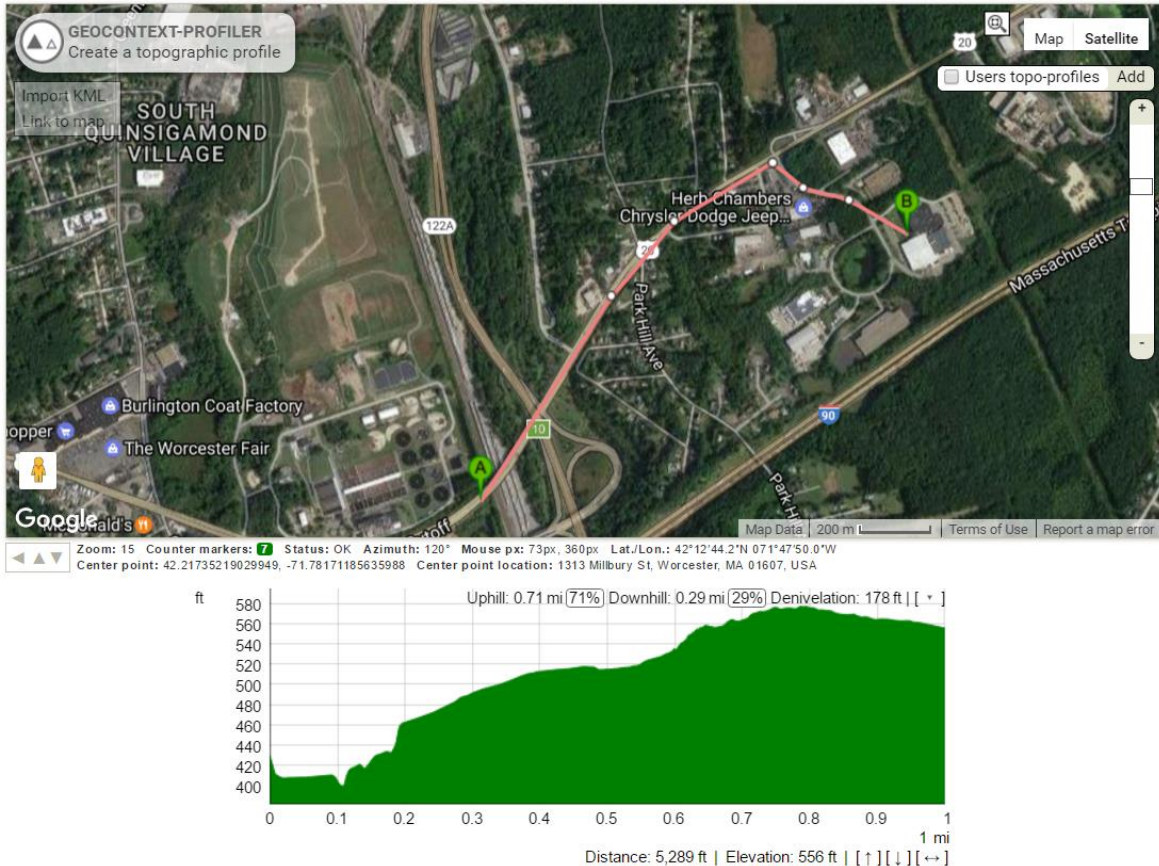 GEOCONTEXT-PROFILER
Create a topographic profile
20
Map Satellite
Users topo-profiles Add
Import KML
Link to map
+
SOUTH
QUINSIGAMOND
VILLAGE
Herb Chambers
Chrysler Dodge Jeep...
B
122A
20
Massachusetts T
Park Hill Ave
-
Burlington Coat Factory
90
10
opper
The Worcester Fair
A
Park H
Google
McDonald's
toff
Map Data 200 m Terms of Use Report a map error
Zoom: 15 Counter markers: 7 Status: OK Azimuth: 120° Mouse px: 73px, 360px Lat./Lon.: 42°12'44.2"N 071°47'50.0"W
Center point: 42.21735219029949, -71.78171185635988 Center point location: 1313 Millbury St, Worcester, MA 01607, USA
ft
Uphill: 0.71 mi 71% Downhill: 0.29 mi 29% Denivelation: 178 ft | [ ▾ ]
580
560
540
520
500
480
460
440
420
400
0 0.1 0.2 0.3 0.4 0.5 0.6 0.7 0.8 0.9 1
1 mi
Distance: 5,289 ft | Elevation: 556 ft | [ ↑ ] [ ↓ ] [ ↔ ]